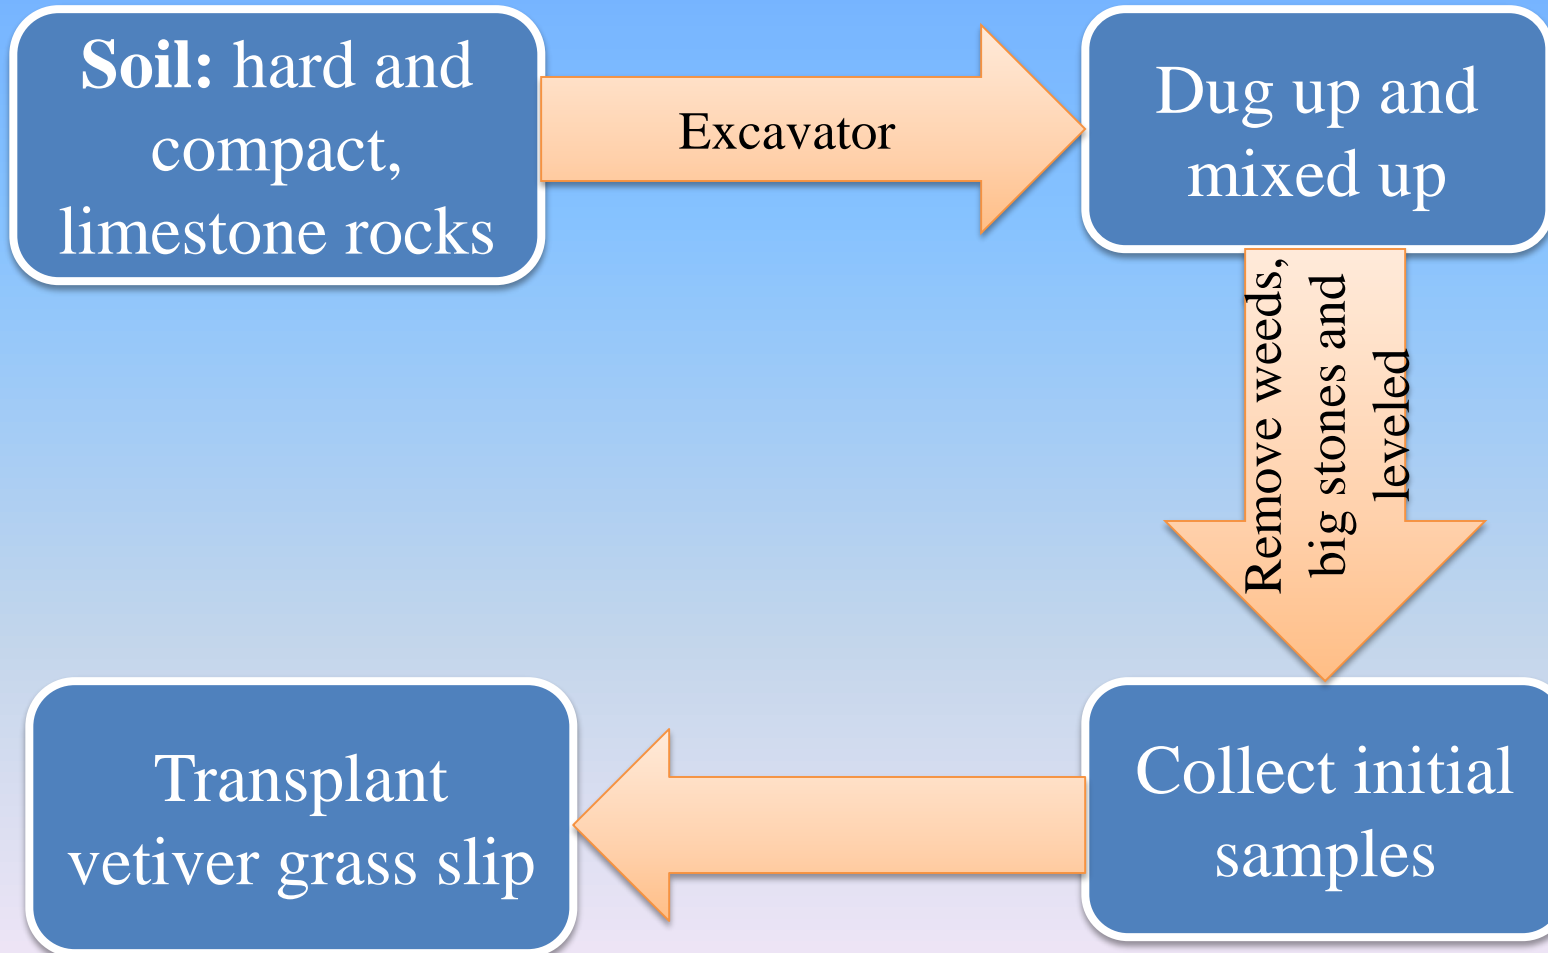 Soil: hard and
compact,
limestone rocks
Excavator
Dug up and
mixed up
Remove weeds,
big stones and
leveled
Collect initial
samples
Transplant
vetiver grass slip